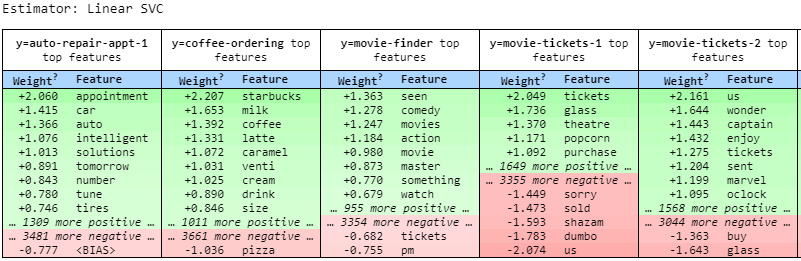 Estimator: Linear SVC
y=auto-repair-appt-1 top features
Weight? Feature
+2.060 appointment
+1.415 car
+1.366 auto
+1.076 intelligent
+1.013 solutions
+0.891 tomorrow
+0.843 number
+0.780 tune
+0.746 tires
… 1309 more positive …
… 3481 more negative …
-0.777 <BIAS>
y=coffee-ordering top features
Weight? Feature
+2.207 starbucks
+1.653 milk
+1.392 coffee
+1.331 latte
+1.072 caramel
+1.031 venti
+1.025 cream
+0.890 drink
+0.846 size
… 1011 more positive …
… 3661 more negative …
-1.036 pizza
y=movie-finder top features
Weight? Feature
+1.363 seen
+1.278 comedy
+1.247 movies
+1.184 action
+0.980 movie
+0.873 master
+0.770 something
+0.679 watch
… 955 more positive …
… 3354 more negative …
-0.682 tickets
-0.755 pm
y=movie-tickets-1 top features
Weight? Feature
+2.049 tickets
+1.736 glass
+1.370 theatre
+1.171 popcorn
+1.092 purchase
… 1649 more positive …
… 3355 more negative …
-1.449 sorry
-1.473 sold
-1.593 shazam
-1.783 dumbo
-2.074 us
y=movie-tickets-2 top features
Weight? Feature
+2.161 us
+1.644 wonder
+1.443 captain
+1.432 enjoy
+1.275 tickets
+1.204 sent
+1.199 marvel
+1.095 oclock
… 1568 more positive …
… 3044 more negative …
-1.363 buy
-1.643 glass